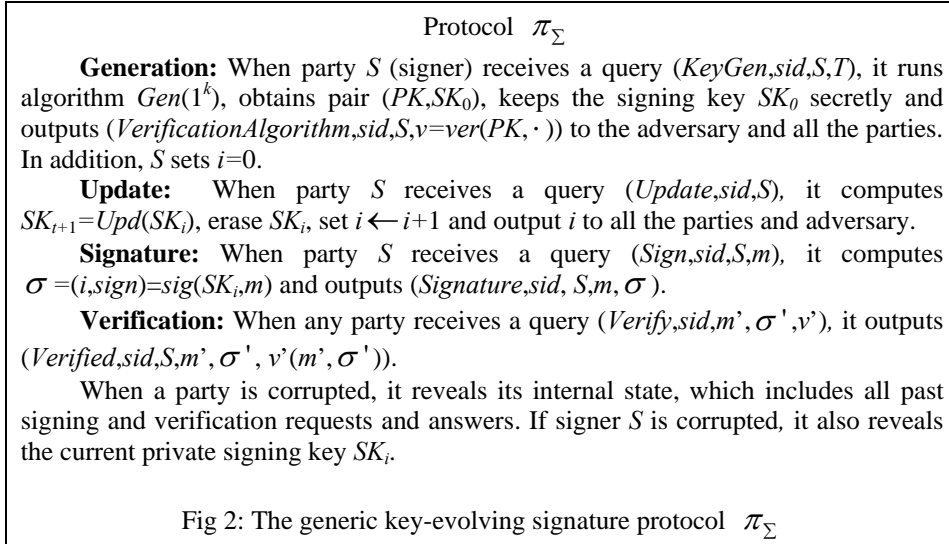 Protocol π_Σ
Generation: When party S (signer) receives a query (KeyGen,sid,S,T), it runs
algorithm Gen(1^k), obtains pair (PK,SK_0), keeps the signing key SK_0 secretly and
outputs (VerificationAlgorithm,sid,S,v=ver(PK,·)) to the adversary and all the parties.
In addition, S sets i=0.
Update: When party S receives a query (Update,sid,S), it computes
SK_{t+1}=Upd(SK_i), erase SK_i, set i←i+1 and output i to all the parties and adversary.
Signature: When party S receives a query (Sign,sid,S,m), it computes
σ=(i,sign)=sig(SK_i,m) and outputs (Signature,sid, S,m,σ).
Verification: When any party receives a query (Verify,sid,m’,σ',v’), it outputs
(Verified,sid,S,m’,σ', v’(m’,σ')).
When a party is corrupted, it reveals its internal state, which includes all past
signing and verification requests and answers. If signer S is corrupted, it also reveals
the current private signing key SK_i.
Fig 2: The generic key-evolving signature protocol π_Σ